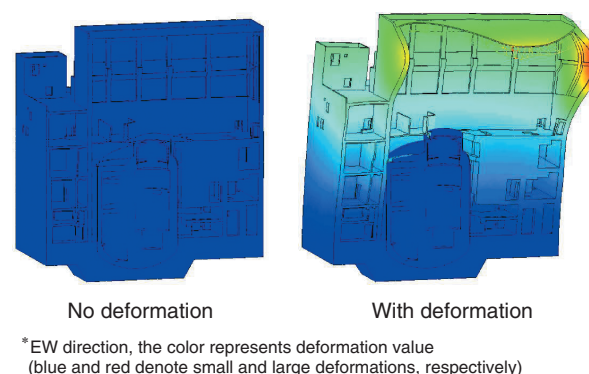 No deformation
With deformation
*EW direction, the color represents deformation value
(blue and red denote small and large deformations, respectively)